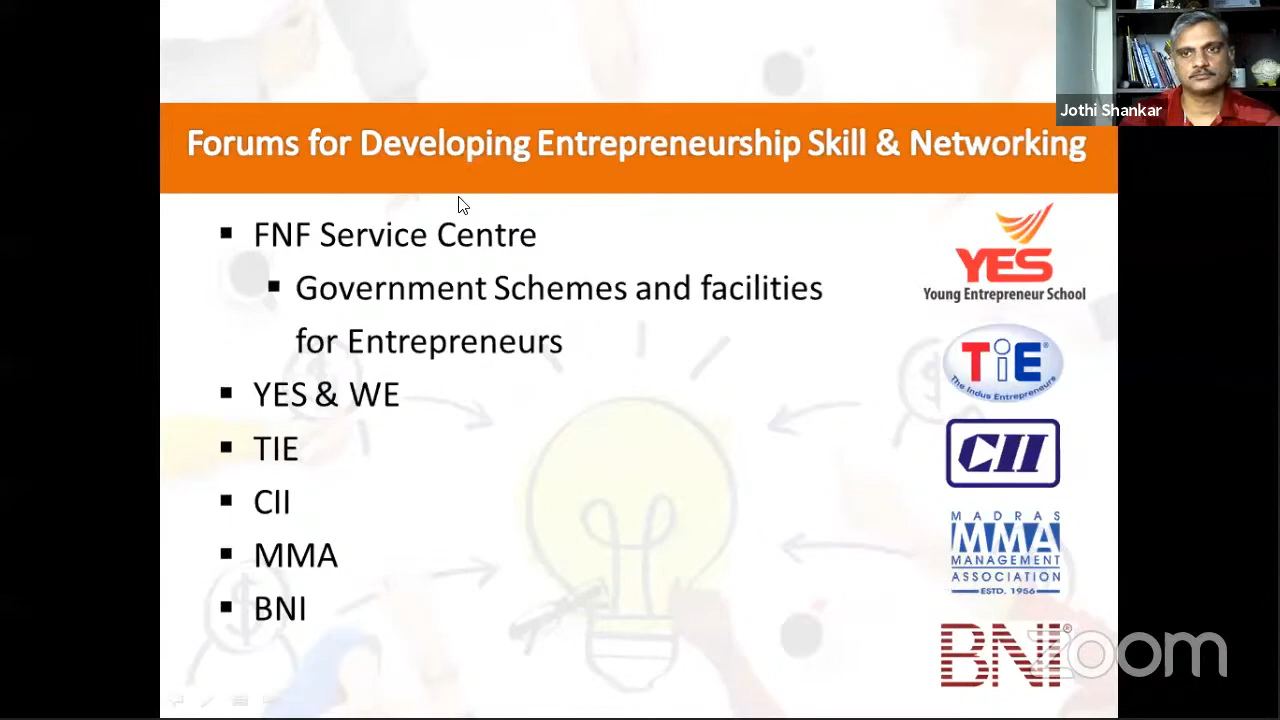 Jothi Shankar
Forums for Developing Entrepreneurship Skill & Networking
▪ FNF Service Centre
▪ Government Schemes and facilities
for Entrepreneurs
▪ YES & WE
▪ TIE
▪ CII
▪ MMA
▪ BNI
YES
Young Entrepreneur School
TiE®
The Indus Entrepreneurs
CII
MADRAS
MMA
MANAGEMENT
ASSOCIATION
ESTD. 1956
BNI®
zoom